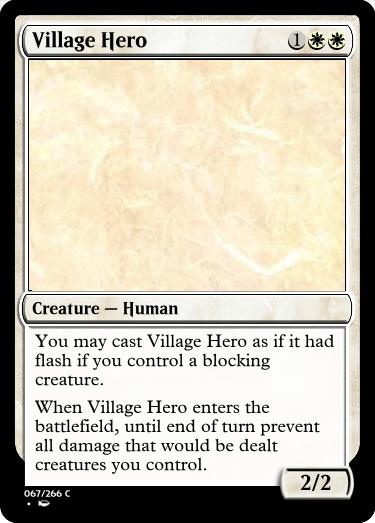 Village Hero 1
Creature — Human
You may cast Village Hero as if it had
flash if you control a blocking
creature.
When Village Hero enters the
battlefield, until end of turn prevent
all damage that would be dealt
creatures you control.
2/2
067/266 C